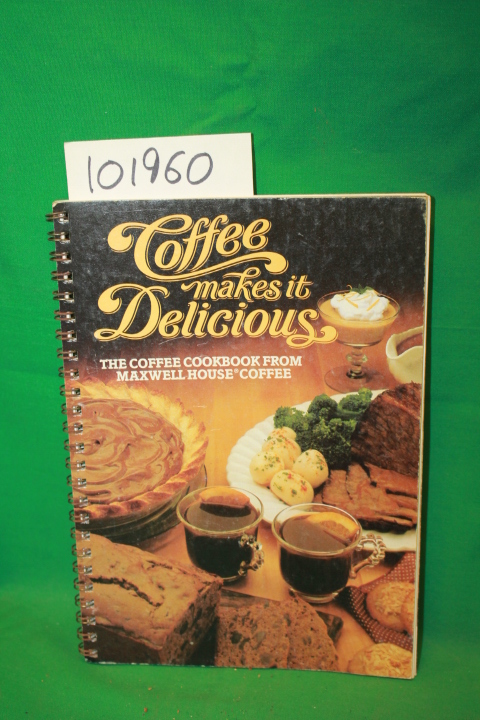 101960
Coffee
makes it
Delicious
THE COFFEE COOKBOOK FROM
MAXWELL HOUSE® COFFEE